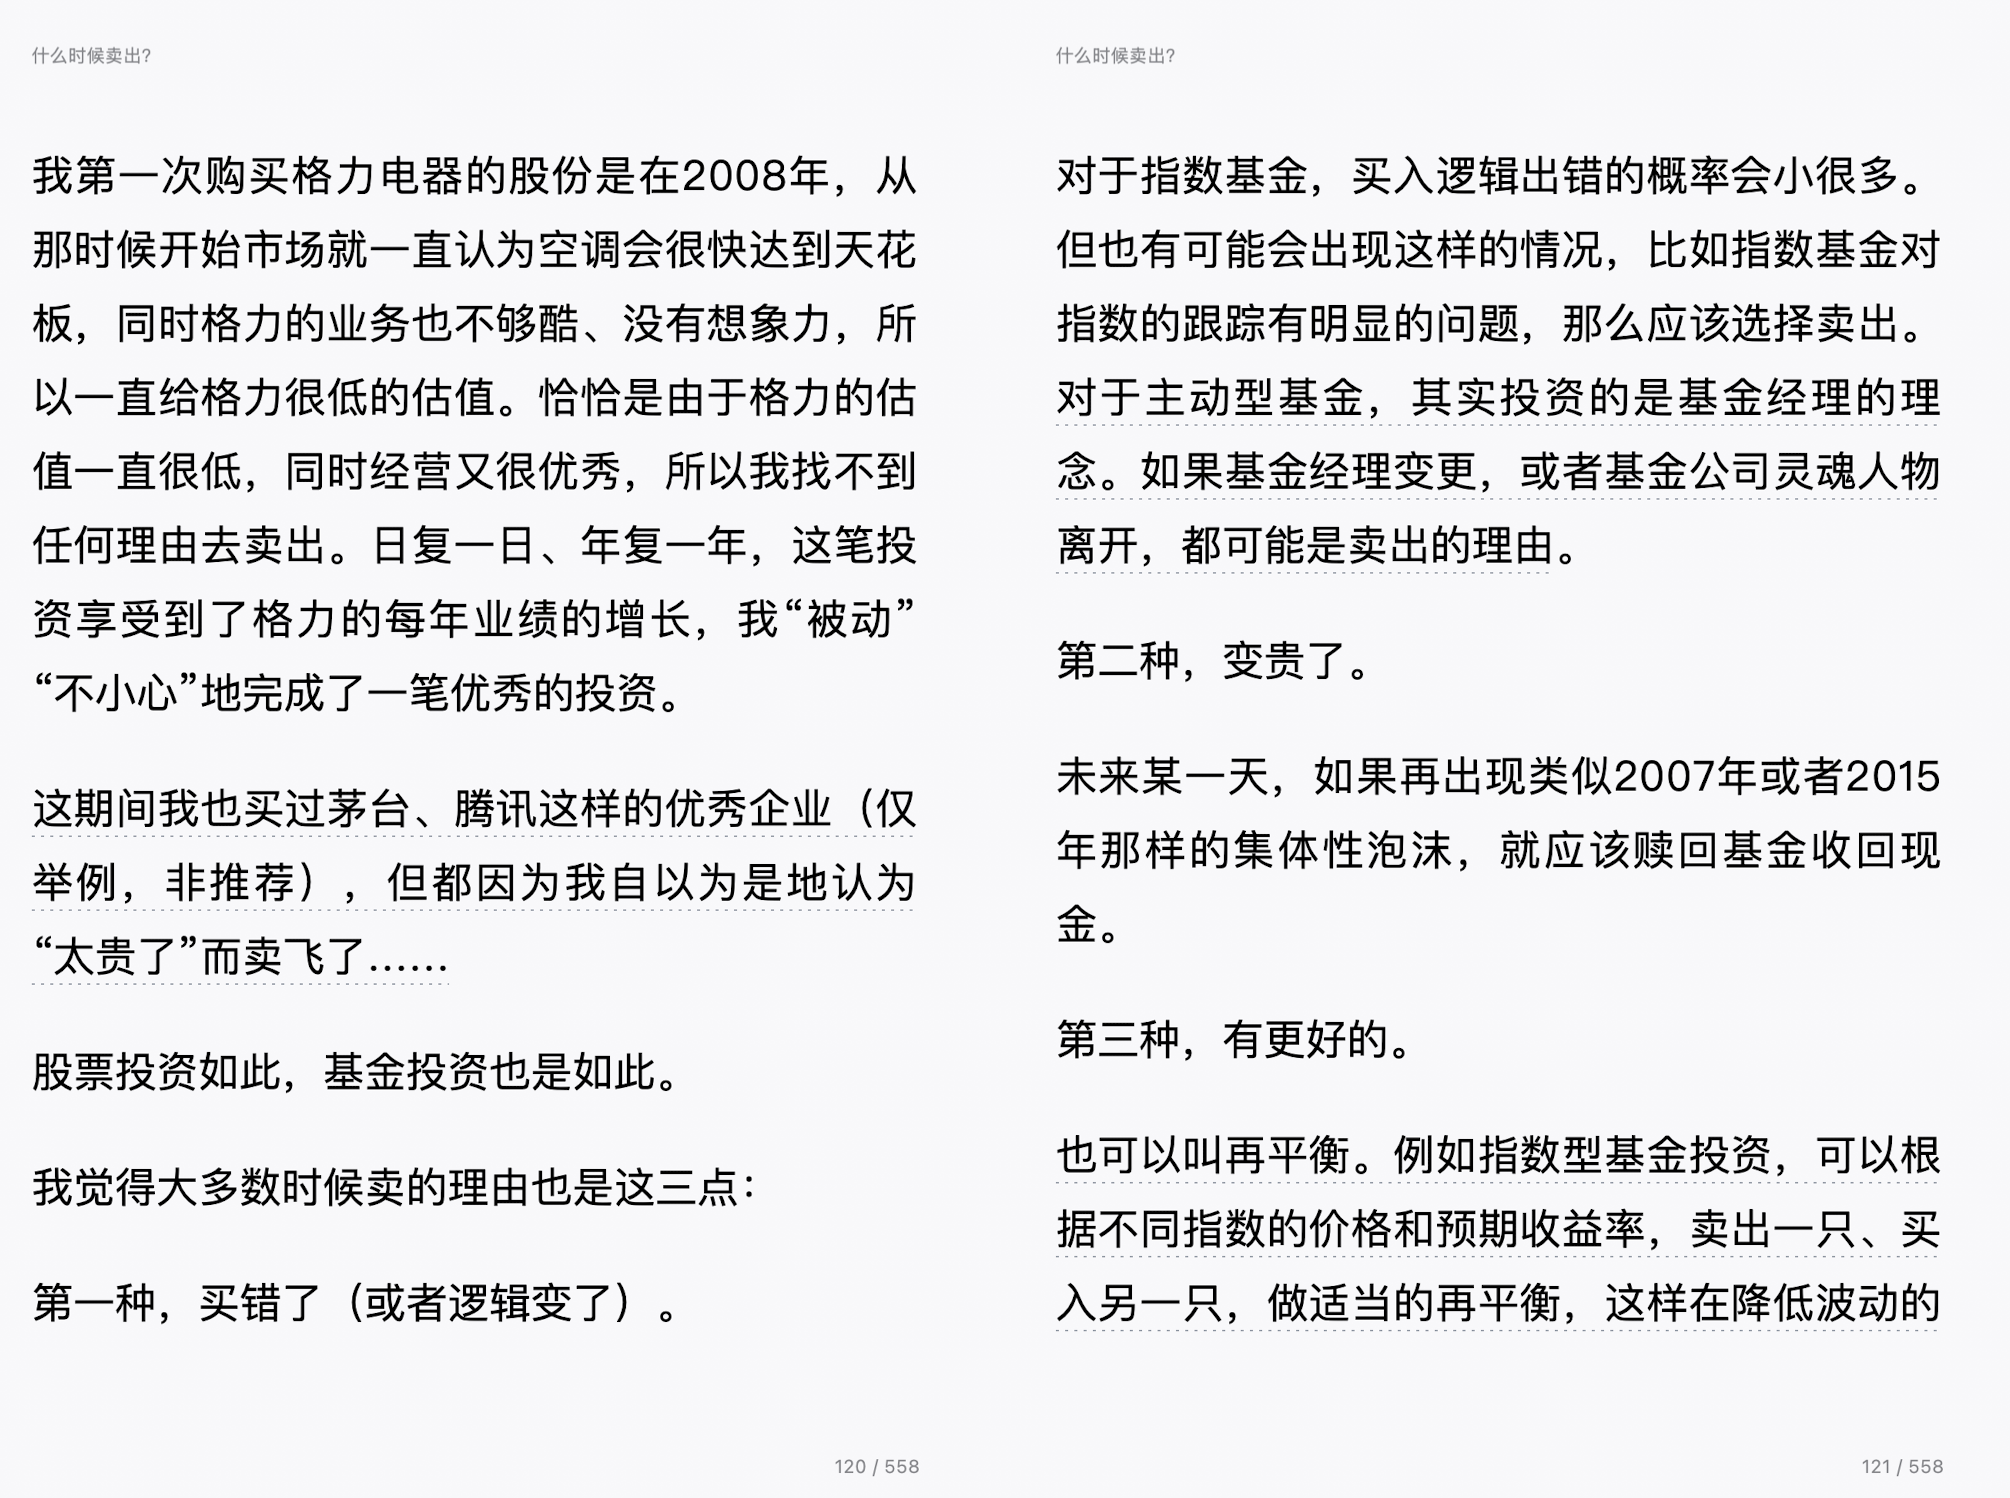 什么时候卖出?
我第一次购买格力电器的股份是在2008年，从
那时候开始市场就一直认为空调会很快达到天花
板，同时格力的业务也不够酷、没有想象力，所
以一直给格力很低的估值。恰恰是由于格力的估
值一直很低，同时经营又很优秀，所以我找不到
任何理由去卖出。日复一日、年复一年，这笔投
资享受到了格力的每年业绩的增长，我“被动”
“不小心”地完成了一笔优秀的投资。
这期间我也买过茅台、腾讯这样的优秀企业（仅
举例，非推荐），但都因为我自以为是地认为
“太贵了”而卖飞了……
股票投资如此，基金投资也是如此。
我觉得大多数时候卖的理由也是这三点：
第一种，买错了（或者逻辑变了）。
120 / 558
什么时候卖出?
对于指数基金，买入逻辑出错的概率会小很多。
但也有可能会出现这样的情况，比如指数基金对
指数的跟踪有明显的问题，那么应该选择卖出。
对于主动型基金，其实投资的是基金经理的理
念。如果基金经理变更，或者基金公司灵魂人物
离开，都可能是卖出的理由。
第二种，变贵了。
未来某一天，如果再出现类似2007年或者2015
年那样的集体性泡沫，就应该赎回基金收回现
金。
第三种，有更好的。
也可以叫再平衡。例如指数型基金投资，可以根
据不同指数的价格和预期收益率，卖出一只、买
入另一只，做适当的再平衡，这样在降低波动的
121 / 558